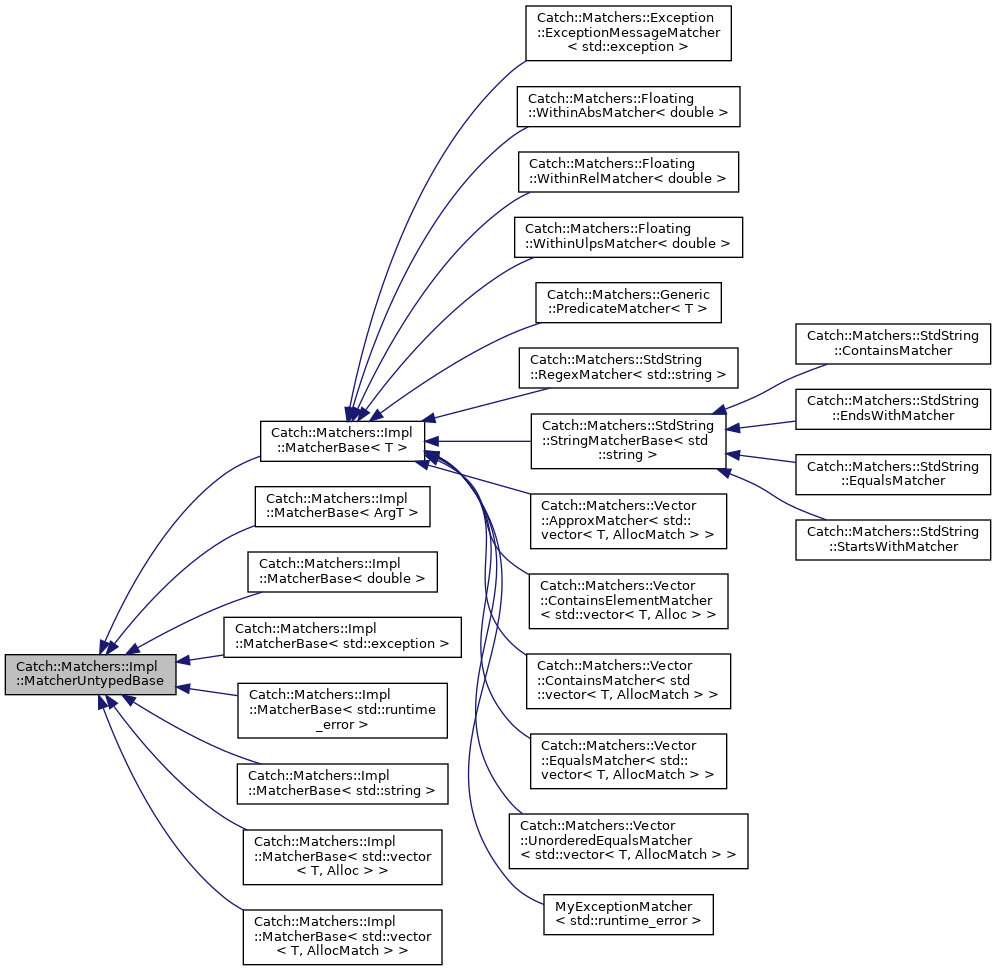 Catch::Matchers::Exception
::ExceptionMessageMatcher
< std::exception >
Catch::Matchers::Floating
::WithinAbsMatcher< double >
Catch::Matchers::Floating
::WithinRelMatcher< double >
Catch::Matchers::Floating
::WithinUlpsMatcher< double >
Catch::Matchers::Generic
::PredicateMatcher< T >
Catch::Matchers::StdString
::RegexMatcher< std::string >
Catch::Matchers::StdString
::StringMatcherBase< std
::string >
Catch::Matchers::StdString
::ContainsMatcher
Catch::Matchers::StdString
::EndsWithMatcher
Catch::Matchers::StdString
::EqualsMatcher
Catch::Matchers::StdString
::StartsWithMatcher
Catch::Matchers::Vector
::ApproxMatcher< std::
vector< T, AllocMatch > >
Catch::Matchers::Vector
::ContainsElementMatcher
< std::vector< T, Alloc > >
Catch::Matchers::Vector
::ContainsMatcher< std
::vector< T, AllocMatch > >
Catch::Matchers::Vector
::EqualsMatcher< std::
vector< T, AllocMatch > >
Catch::Matchers::Vector
::UnorderedEqualsMatcher
< std::vector< T, AllocMatch > >
MyExceptionMatcher
< std::runtime_error >
Catch::Matchers::Impl
::MatcherBase< T >
Catch::Matchers::Impl
::MatcherBase< ArgT >
Catch::Matchers::Impl
::MatcherBase< double >
Catch::Matchers::Impl
::MatcherBase< std::exception >
Catch::Matchers::Impl
::MatcherBase< std::runtime
_error >
Catch::Matchers::Impl
::MatcherBase< std::string >
Catch::Matchers::Impl
::MatcherBase< std::vector
< T, Alloc > >
Catch::Matchers::Impl
::MatcherBase< std::vector
< T, AllocMatch > >
Catch::Matchers::Impl
::MatcherUntypedBase